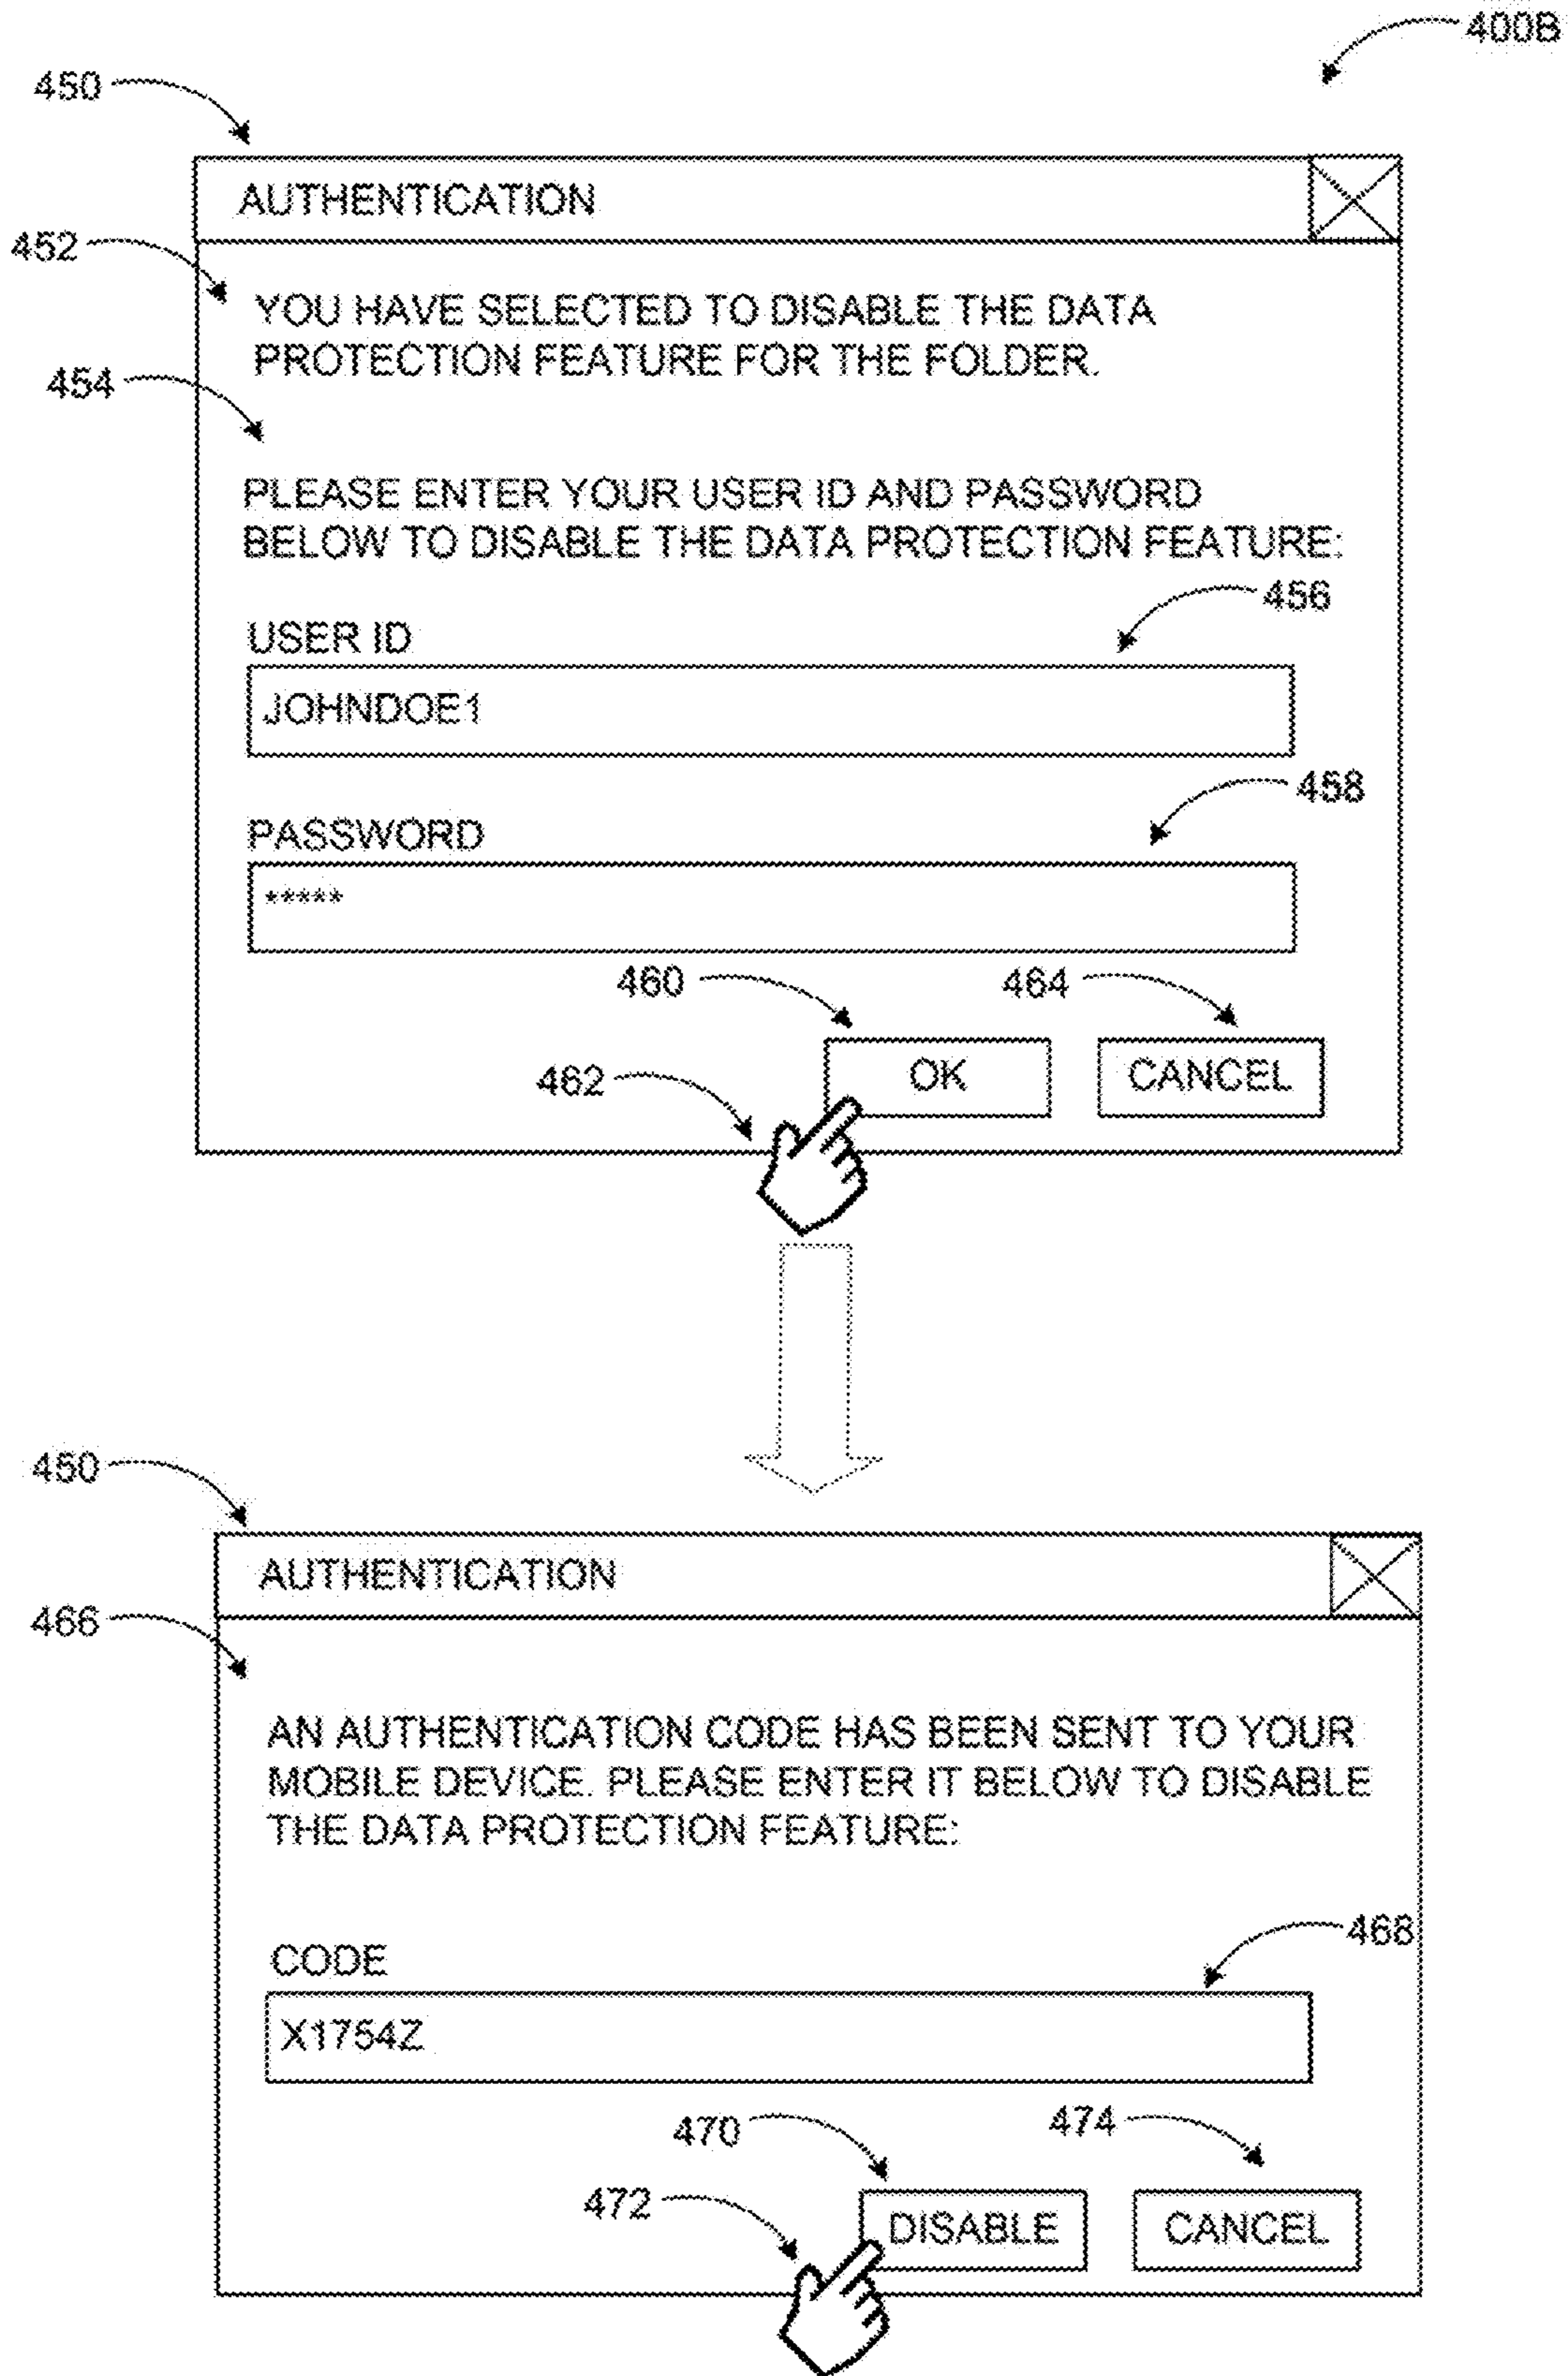 400B
450
AUTHENTICATION
452
YOU HAVE SELECTED TO DISABLE THE DATA
PROTECTION FEATURE FOR THE FOLDER.
454
PLEASE ENTER YOUR USER ID AND PASSWORD
BELOW TO DISABLE THE DATA PROTECTION FEATURE:
456
USER ID
JOHNDOE1
458
PASSWORD
*****
460
464
OK
CANCEL
462
450
AUTHENTICATION
466
AN AUTHENTICATION CODE HAS BEEN SENT TO YOUR
MOBILE DEVICE. PLEASE ENTER IT BELOW TO DISABLE
THE DATA PROTECTION FEATURE:
468
CODE
X1754Z
470
474
472
DISABLE
CANCEL